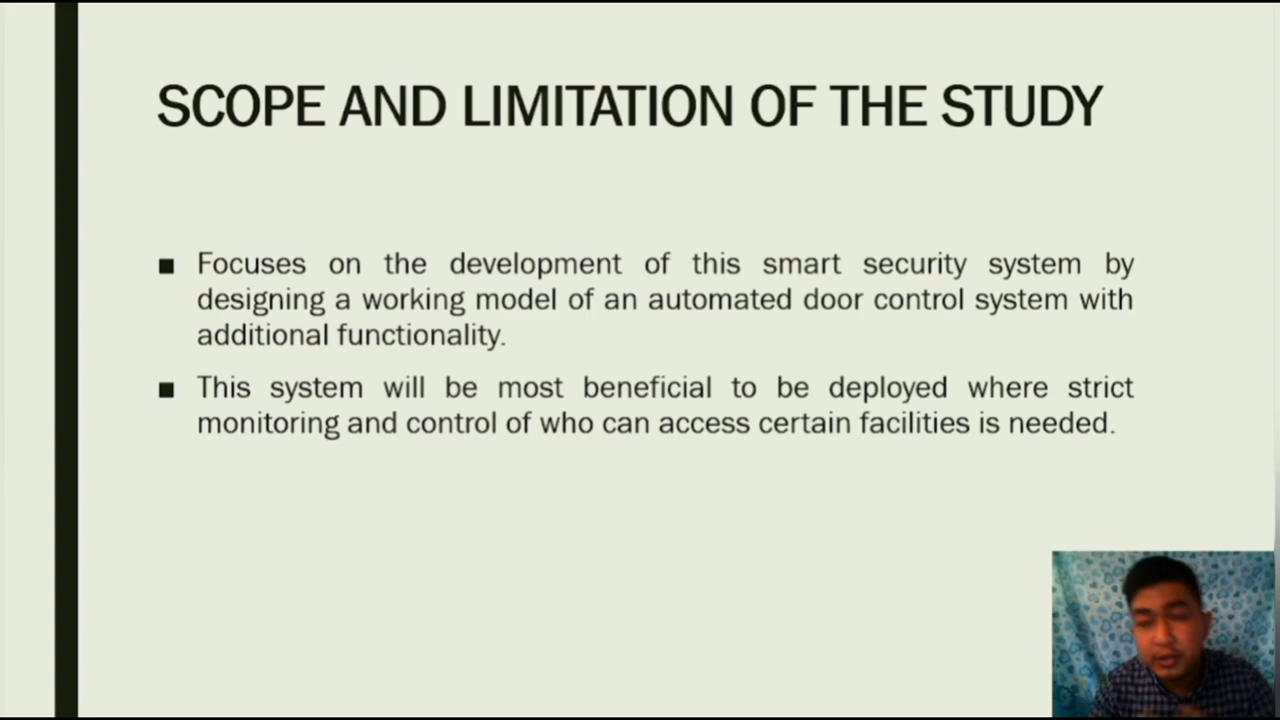 SCOPE AND LIMITATION OF THE STUDY
■ Focuses on the development of this smart security system by
designing a working model of an automated door control system with
additional functionality.
■ This system will be most beneficial to be deployed where strict
monitoring and control of who can access certain facilities is needed.